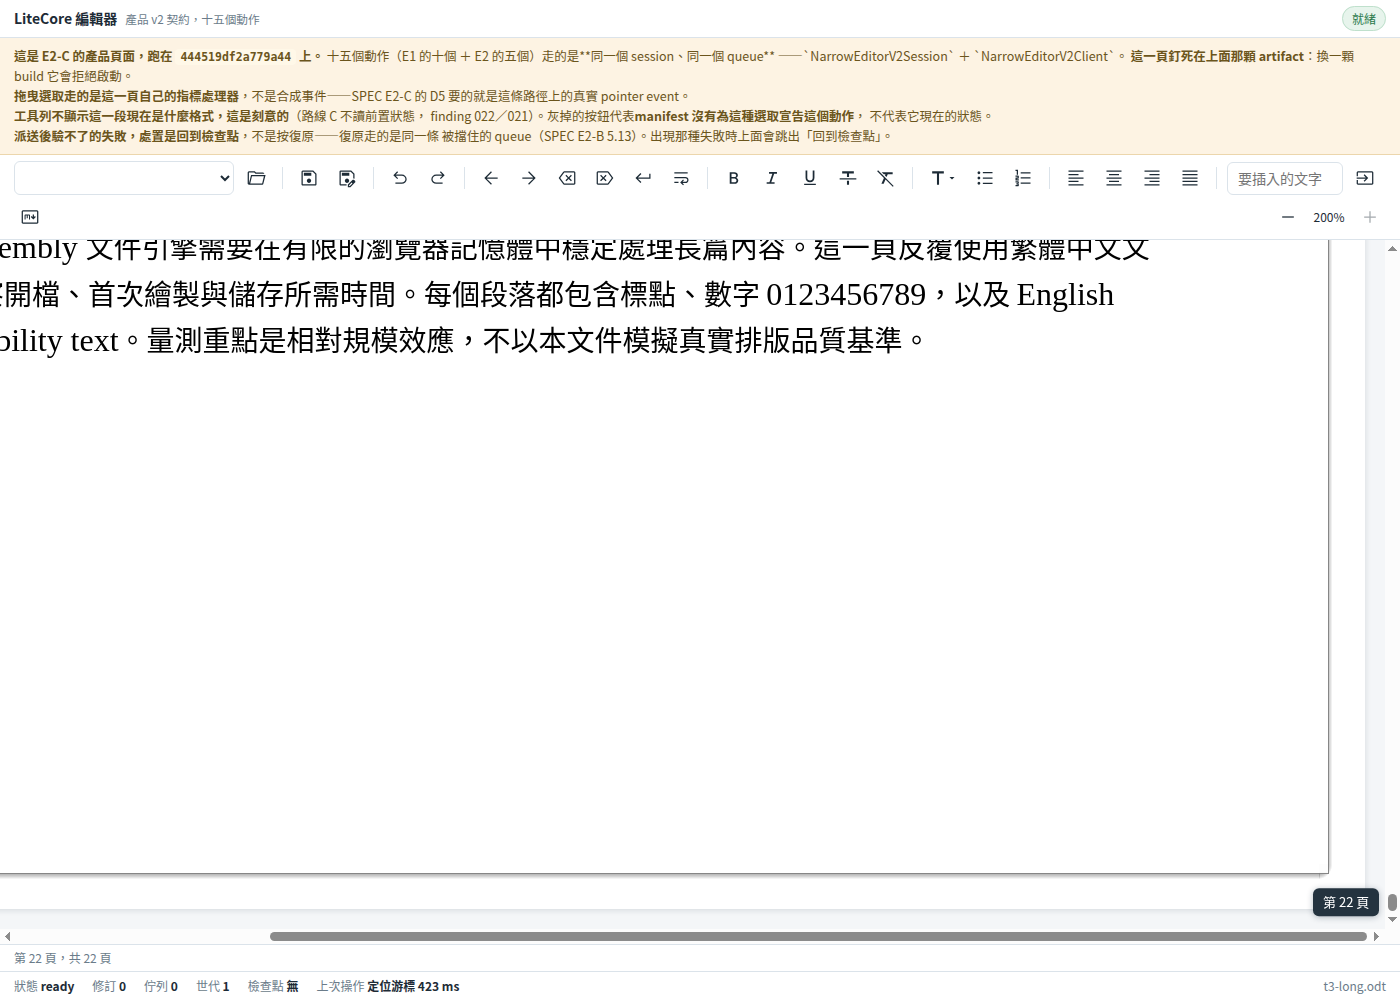 LiteCore 編輯器 產品 v2 契約，十五個動作 就緒
這是 E2-C 的產品頁面，跑在 444519df2a779a44 上。 十五個動作（E1 的十個 ＋ E2 的五個）走的是**同一個 session、同一個 queue** ——`NarrowEditorV2Session` ＋ `NarrowEditorV2Client`。 這一頁釘死在上面那顆 artifact：換一顆
build 它會拒絕啟動。
拖曳選取走的是這一頁自己的指標處理器，不是合成事件——SPEC E2-C 的 D5 要的就是這條路徑上的真實 pointer event。
工具列不顯示這一段現在是什麼格式，這是刻意的（路線 C 不讀前置狀態， finding 022／021）。灰掉的按鈕代表manifest 沒有為這種選取宣告這個動作， 不代表它現在的狀態。
派送後驗不了的失敗，處置是回到檢查點，不是按復原——復原走的是同一條 被擋住的 queue（SPEC E2-B 5.13）。出現那種失敗時上面會跳出「回到檢查點」。
要插入的文字
200%
embly 文件引擎需要在有限的瀏覽器記憶體中穩定處理長篇內容。這一頁反覆使用繁體中文文
開檔、首次繪製與儲存所需時間。每個段落都包含標點、數字 0123456789，以及 English
bility text。量測重點是相對規模效應，不以本文件模擬真實排版品質基準。
第 22 頁
第 22 頁，共 22 頁
狀態 ready 修訂 0 佇列 0 世代 1 檢查點 無 上次操作 定位游標 423 ms t3-long.odt